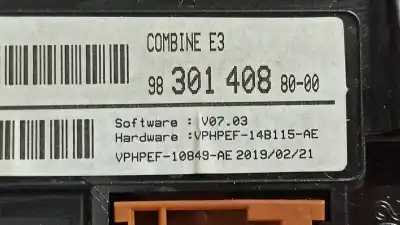 COMBINE E3
98 301 408 80-00
Software : V07.03
Hardware :VPHPEF-14B115-AE
VPHPEF-10849-AE 2019/02/21